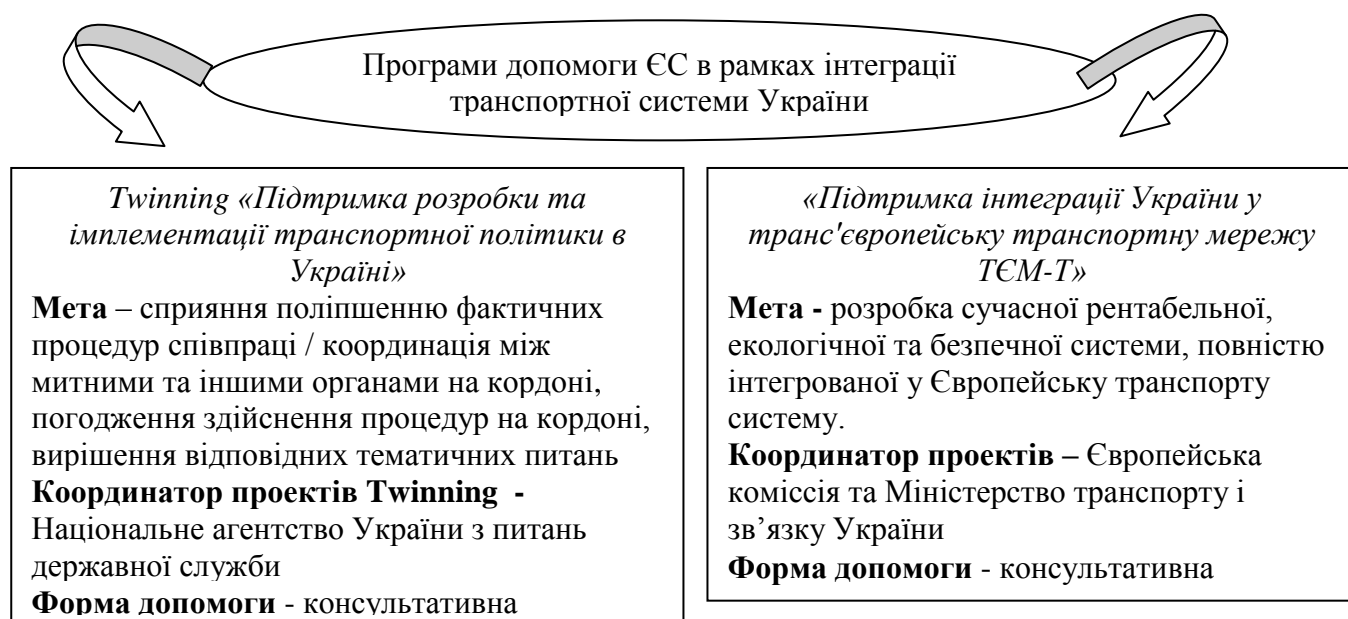 Програми допомоги ЄС в рамках інтеграції
транспортної системи України
Twinning «Підтримка розробки та
імплементації транспортної політики в
Україні»
Мета – сприяння поліпшенню фактичних
процедур співпраці / координація між
митними та іншими органами на кордоні,
погодження здійснення процедур на кордоні,
вирішення відповідних тематичних питань
Координатор проектів Twinning -
Національне агентство України з питань
державної служби
Форма допомоги - консультативна
«Підтримка інтеграції України у
транс'європейську транспортну мережу
ТЄМ-Т»
Мета - розробка сучасної рентабельної,
екологічної та безпечної системи, повністю
інтегрованої у Європейську транспорту
систему.
Координатор проектів – Європейська
коміссія та Міністерство транспорту і
зв’язку України
Форма допомоги - консультативна